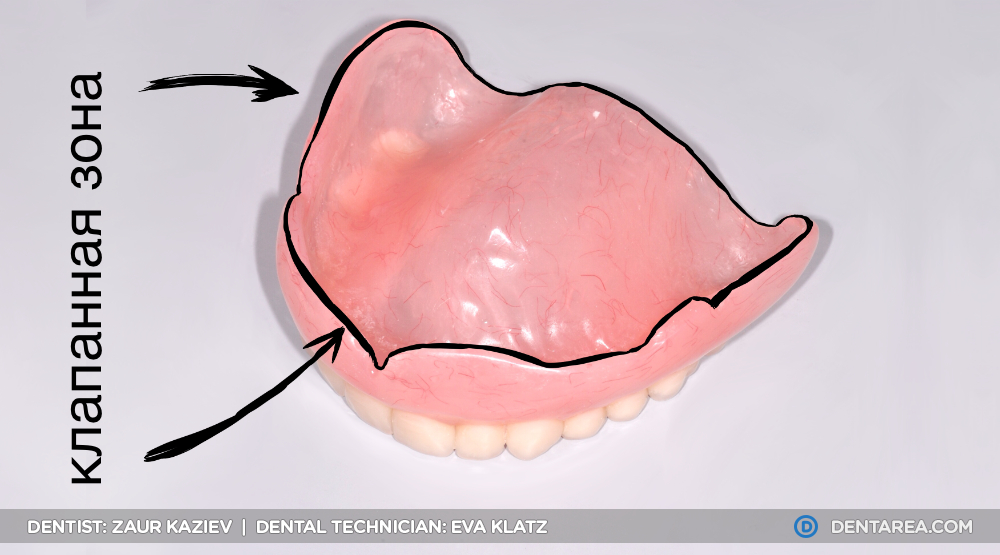 клапанная зона
DENTIST: ZAUR KAZIEV | DENTAL TECHNICIAN: EVA KLATZ
D DENTAREA.COM